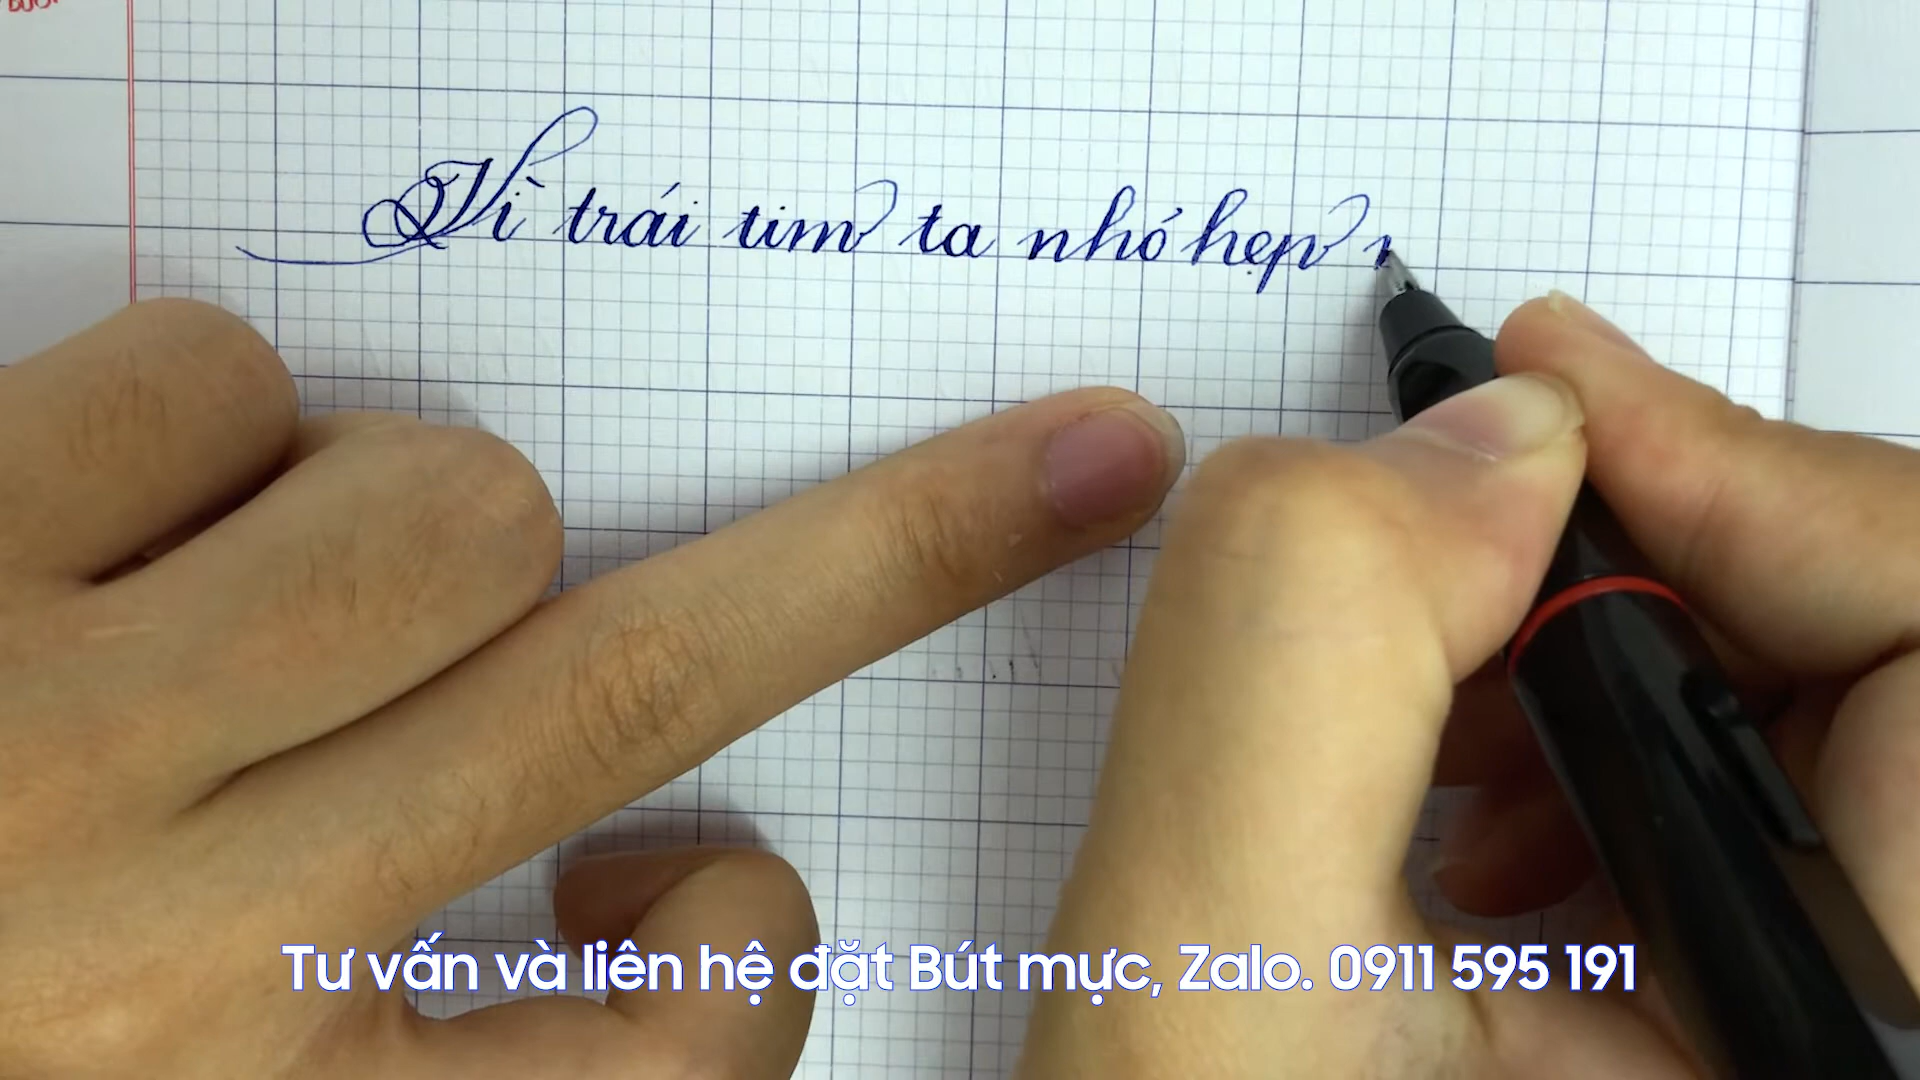 Vì trái tim ta nhỏ hẹp
Tư vấn và liên hệ đặt Bút mực, Zalo. 0911 595 191